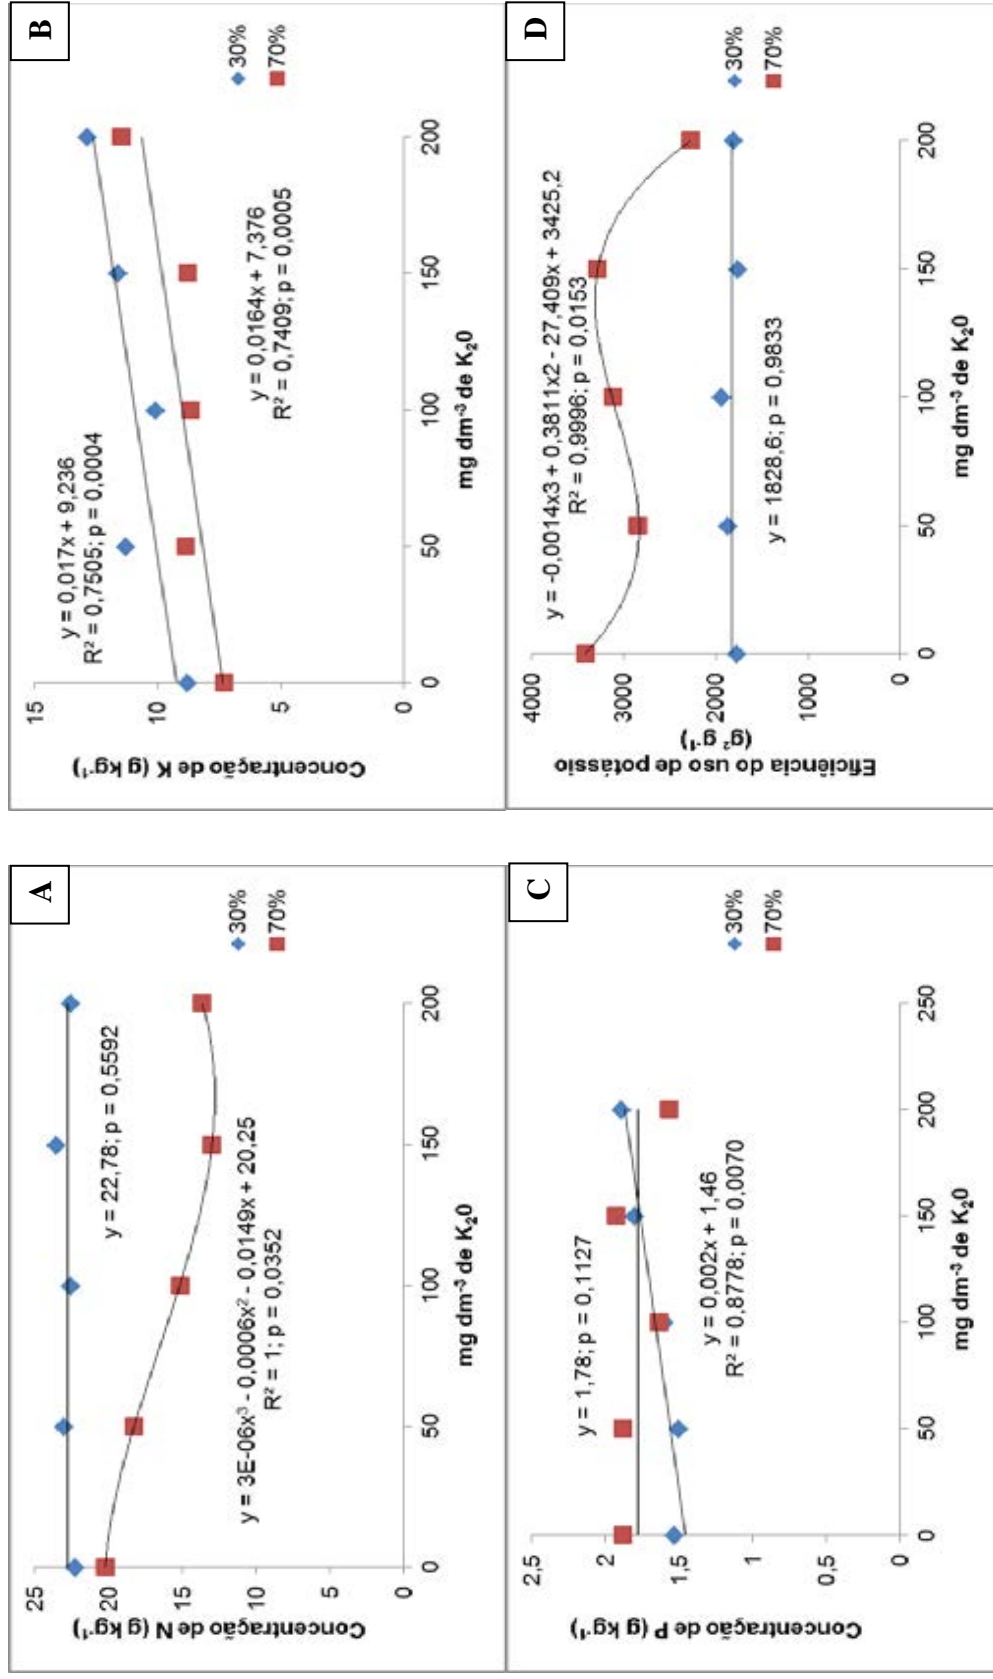 A
25
20
15
10
5
0
0
50
100
150
200
Concentração de N (g kg⁻¹)
mg dm⁻³ de K₂0
y = 22,78; p = 0,5592
y = 3E-06x³ - 0,0006x² - 0,0149x + 20,25
R² = 1; p = 0,0352
30%
70%
B
15
10
5
0
0
50
100
150
200
Concentração de K (g kg⁻¹)
mg dm⁻³ de K₂0
y = 0,017x + 9,236
R² = 0,7505; p = 0,0004
y = 0,0164x + 7,376
R² = 0,7409; p = 0,0005
30%
70%
C
2,5
2
1,5
1
0,5
0
0
50
100
150
200
250
Concentração de P (g kg⁻¹)
mg dm⁻³ de K₂0
y = 1,78; p = 0,1127
y = 0,002x + 1,46
R² = 0,8778; p = 0,0070
30%
70%
D
4000
3000
2000
1000
0
0
50
100
150
200
Eficiência do uso de potássio
(g² g⁻¹)
mg dm⁻³ de K₂0
y = -0,0014x3 + 0,3811x2 - 27,409x + 3425,2
R² = 0,9996; p = 0,0153
y = 1828,6; p = 0,9833
30%
70%